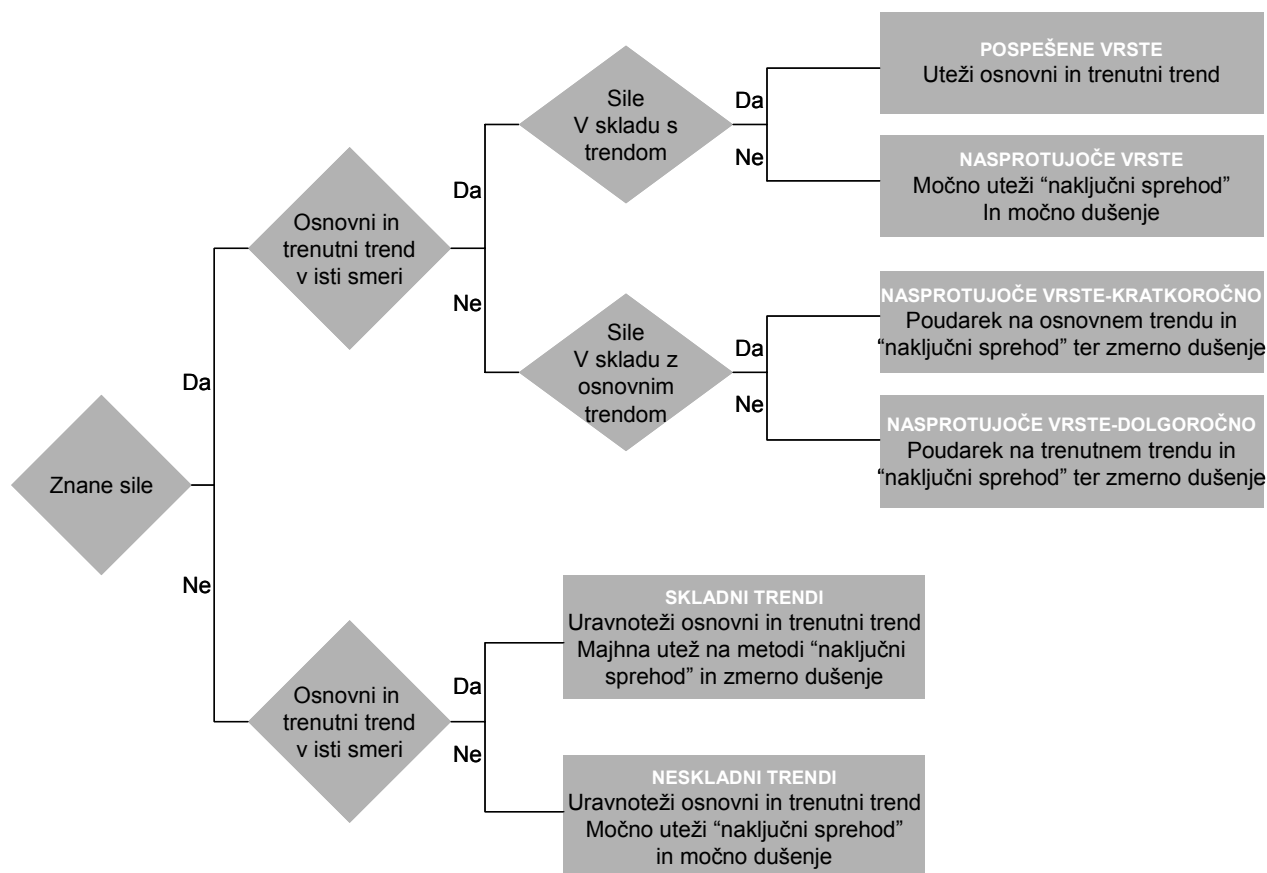 POSPEŠENE VRSTE
Uteži osnovni in trenutni trend
Sile
V skladu s
trendom
Da
Ne
NASPROTUJOČE VRSTE
Močno uteži “naključni sprehod”
In močno dušenje
Osnovni in
trenutni trend
v isti smeri
Da
Ne
Sile
V skladu z
osnovnim
trendom
Da
Ne
NASPROTUJOČE VRSTE-KRATKOROČNO
Poudarek na osnovnem trendu in
“naključni sprehod” ter zmerno dušenje
NASPROTUJOČE VRSTE-DOLGOROČNO
Poudarek na trenutnem trendu in
“naključni sprehod” ter zmerno dušenje
Znane sile
Da
Ne
SKLADNI TRENDI
Uravnoteži osnovni in trenutni trend
Majhna utež na metodi “naključni
sprehod” in zmerno dušenje
Osnovni in
trenutni trend
v isti smeri
Da
Ne
NESKLADNI TRENDI
Uravnoteži osnovni in trenutni trend
Močno uteži “naključni sprehod”
in močno dušenje